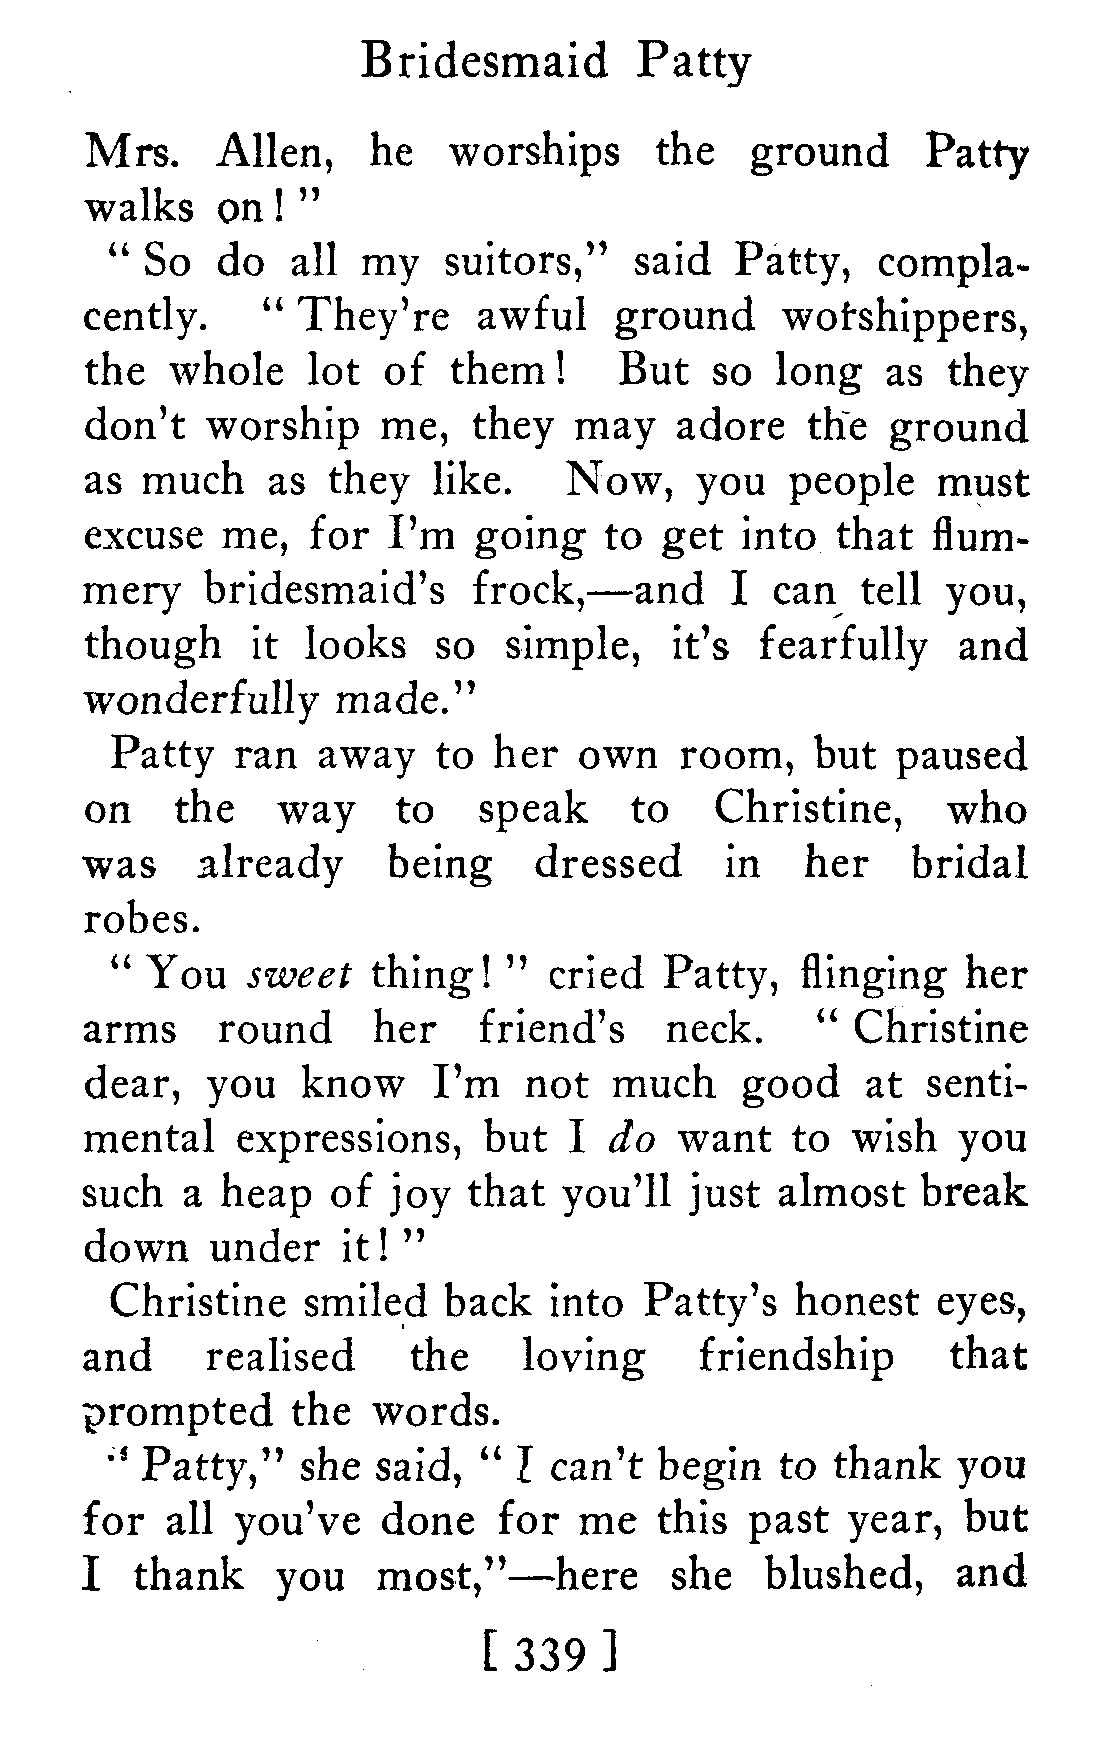 Bridesmaid Patty
Mrs. Allen, he worships the ground Patty
walks on! "
" So do all my suitors," said Patty, compla-
cently. " They're awful ground worshippers,
the whole lot of them! But so long as they
don't worship me, they may adore the ground
as much as they like. Now, you people must
excuse me, for I'm going to get into that flum-
mery bridesmaid's frock,—and I can tell you,
though it looks so simple, it's fearfully and
wonderfully made."
Patty ran away to her own room, but paused
on the way to speak to Christine, who
was already being dressed in her bridal
robes.
" You sweet thing! " cried Patty, flinging her
arms round her friend's neck. " Christine
dear, you know I'm not much good at senti-
mental expressions, but I do want to wish you
such a heap of joy that you'll just almost break
down under it! "
Christine smiled back into Patty's honest eyes,
and realised the loving friendship that
prompted the words.
" Patty," she said, " I can't begin to thank you
for all you've done for me this past year, but
I thank you most,"—here she blushed, and
[ 339 ]